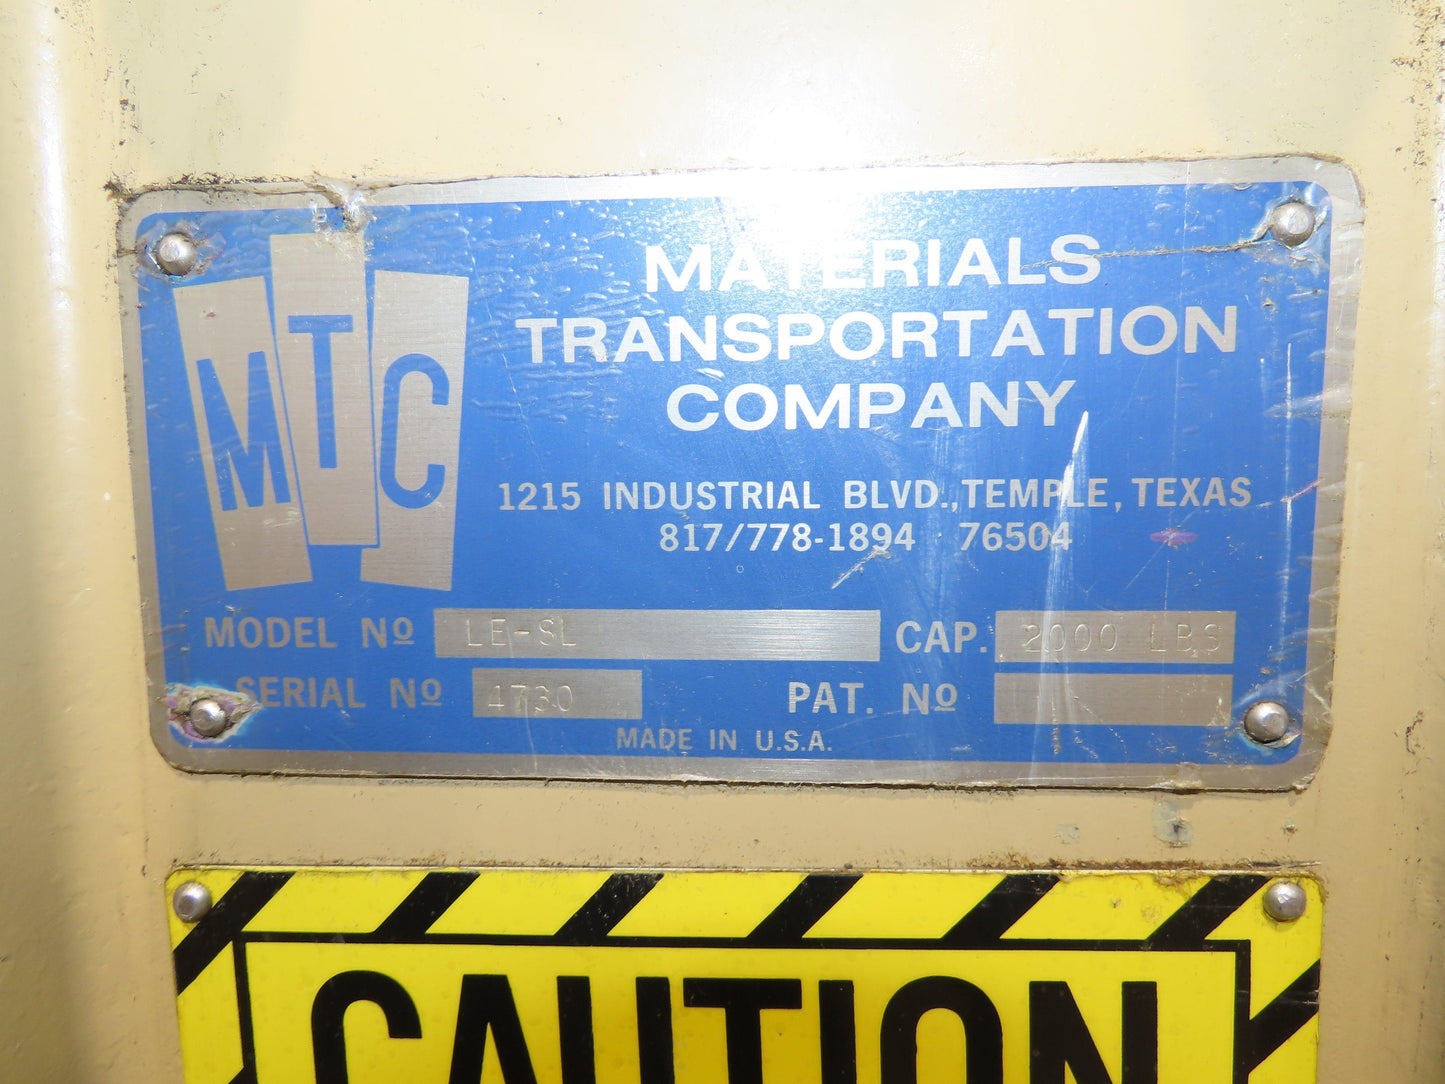 MTC
MATERIALS
TRANSPORTATION
COMPANY
1215 INDUSTRIAL BLVD., TEMPLE, TEXAS
817/778-1894 76504
MODEL Nº LE-SL CAP. 2000 LBS
SERIAL Nº 4730 PAT. Nº
MADE IN U.S.A.
CAUTION